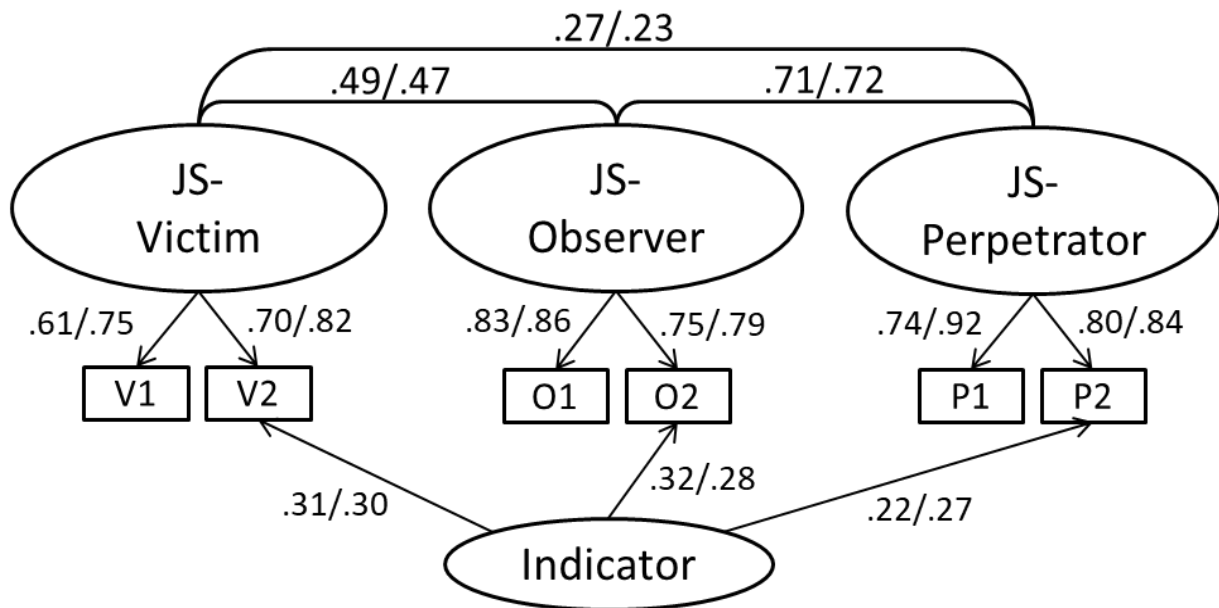 .27/.23
.49/.47
.71/.72
JS-
Victim
JS-
Observer
JS-
Perpetrator
.61/.75
.70/.82
.83/.86
.75/.79
.74/.92
.80/.84
V1
V2
O1
O2
P1
P2
.31/.30
.32/.28
.22/.27
Indicator